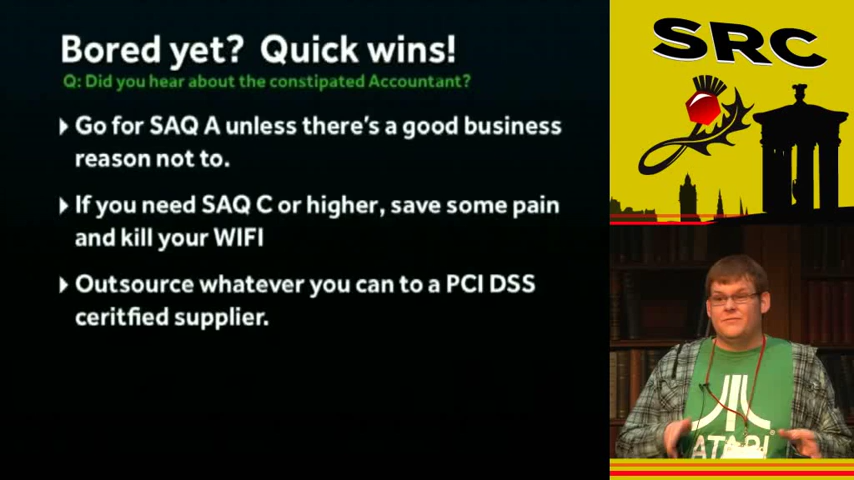 Bored yet? Quick wins!
Q: Did you hear about the constipated Accountant?
Go for SAQ A unless there's a good business
reason not to.
If you need SAQ C or higher, save some pain
and kill your WIFI
Outsource whatever you can to a PCI DSS
ceritfied supplier.
SRC
ATARI